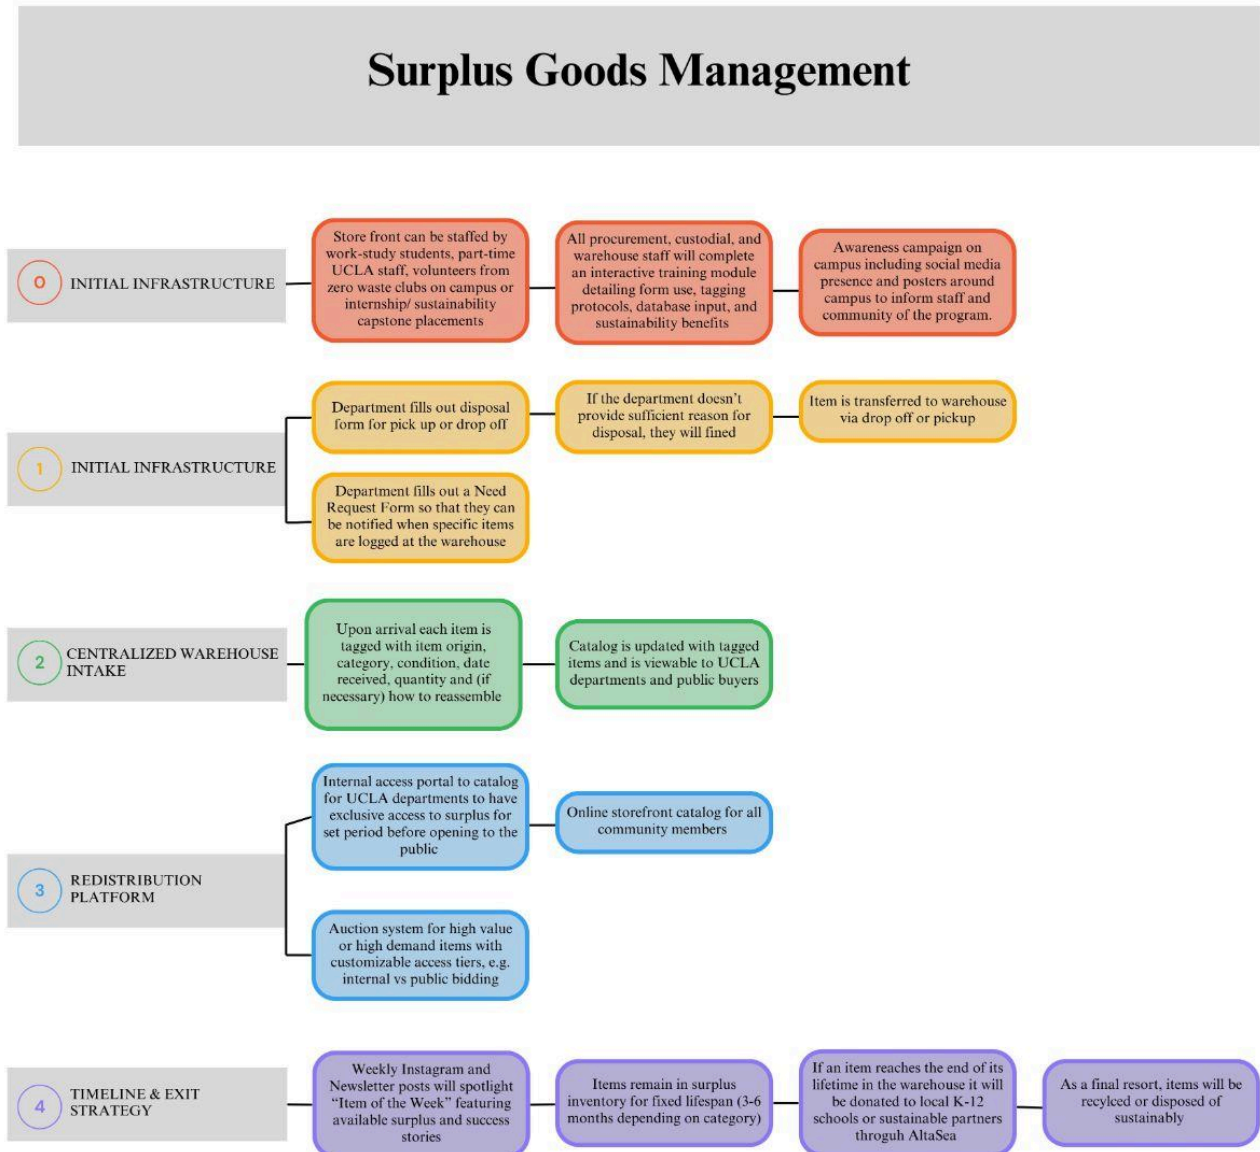 Surplus Goods Management
0
INITIAL INFRASTRUCTURE
Store front can be staffed by
work-study students, part-time
UCLA staff, volunteers from
zero waste clubs on campus or
internship/ sustainability
capstone placements
All procurement, custodial, and
warehouse staff will complete
an interactive training module
detailing form use, tagging
protocols, database input, and
sustainability benefits
Awareness campaign on
campus including social media
presence and posters around
campus to inform staff and
community of the program.
1
INITIAL INFRASTRUCTURE
Department fills out disposal
form for pick up or drop off
If the department doesn't
provide sufficient reason for
disposal, they will fined
Item is transferred to warehouse
via drop off or pickup
Department fills out a Need
Request Form so that they can
be notified when specific items
are logged at the warehouse
2
CENTRALIZED WAREHOUSE
INTAKE
Upon arrival each item is
tagged with item origin,
category, condition, date
received, quantity and (if
necessary) how to reassemble
Catalog is updated with tagged
items and is viewable to UCLA
departments and public buyers
3
REDISTRIBUTION
PLATFORM
Internal access portal to catalog
for UCLA departments to have
exclusive access to surplus for
set period before opening to the
public
Online storefront catalog for all
community members
Auction system for high value
or high demand items with
customizable access tiers, e.g.
internal vs public bidding
4
TIMELINE & EXIT
STRATEGY
Weekly Instagram and
Newsletter posts will spotlight
“Item of the Week” featuring
available surplus and success
stories
Items remain in surplus
inventory for fixed lifespan (3-6
months depending on category)
If an item reaches the end of its
lifetime in the warehouse it will
be donated to local K-12
schools or sustainable partners
throguh AltaSea
As a final resort, items will be
recylced or disposed of
sustainably